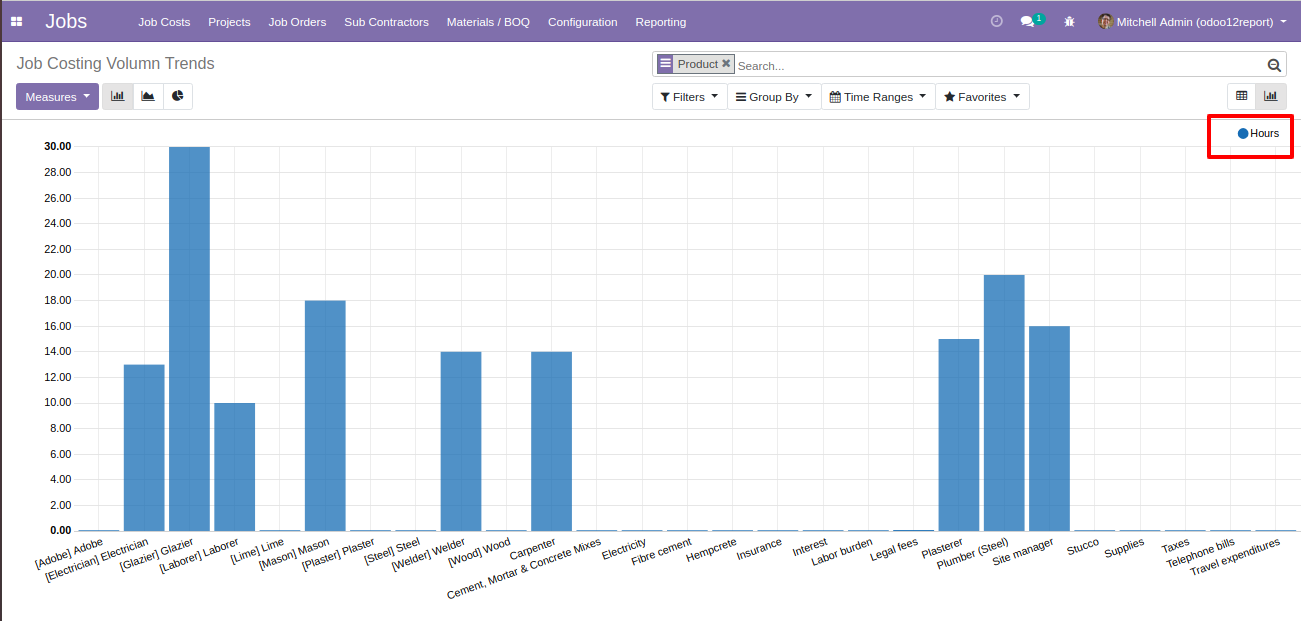 Jobs Job Costs Projects Job Orders Sub Contractors Materials / BOQ Configuration Reporting 1 Mitchell Admin (odoo12report)
Job Costing Volumn Trends Product Search...
Measures Filters Group By Time Ranges Favorites
Hours
30.00
28.00
26.00
24.00
22.00
20.00
18.00
16.00
14.00
12.00
10.00
8.00
6.00
4.00
2.00
0.00
[Adobe] Adobe
[Electrician] Electrician
[Glazier] Glazier
[Laborer] Laborer
[Lime] Lime
[Mason] Mason
[Plaster] Plaster
[Steel] Steel
[Welder] Welder
[Wood] Wood
Carpenter
Cement, Mortar & Concrete Mixes
Electricity
Fibre cement
Hempcrete
Insurance
Interest
Labor burden
Legal fees
Plasterer
Plumber (Steel)
Site manager
Stucco
Supplies
Taxes
Telephone bills
Travel expenditures